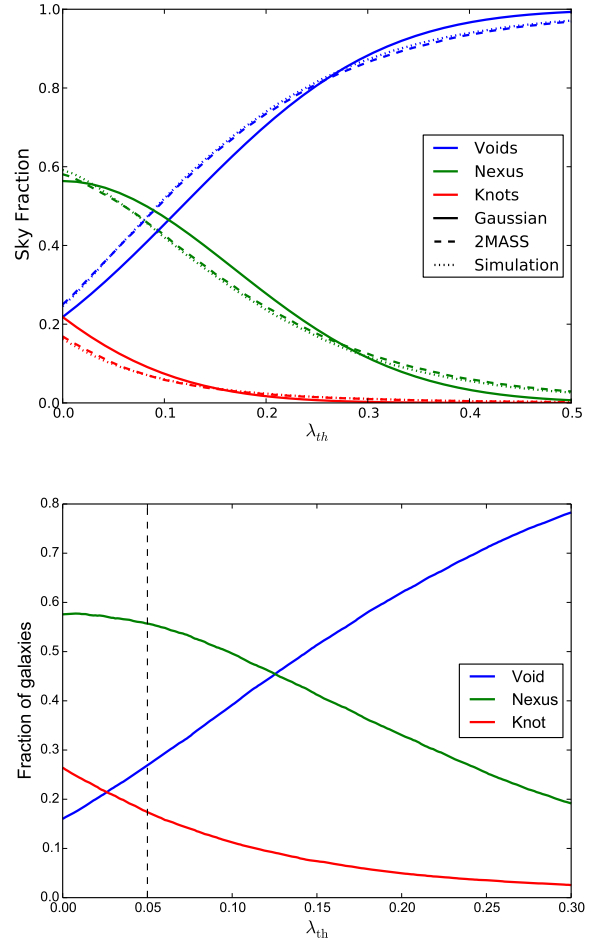 1.0
0.8
0.6
0.4
0.2
0.0
Sky Fraction
Voids
Nexus
Knots
Gaussian
2MASS
Simulation
0.0 0.1 0.2 0.3 0.4 0.5
λth
0.8
0.7
0.6
0.5
0.4
0.3
0.2
0.1
0.0
Fraction of galaxies
Void
Nexus
Knot
0.00 0.05 0.10 0.15 0.20 0.25 0.30
λth